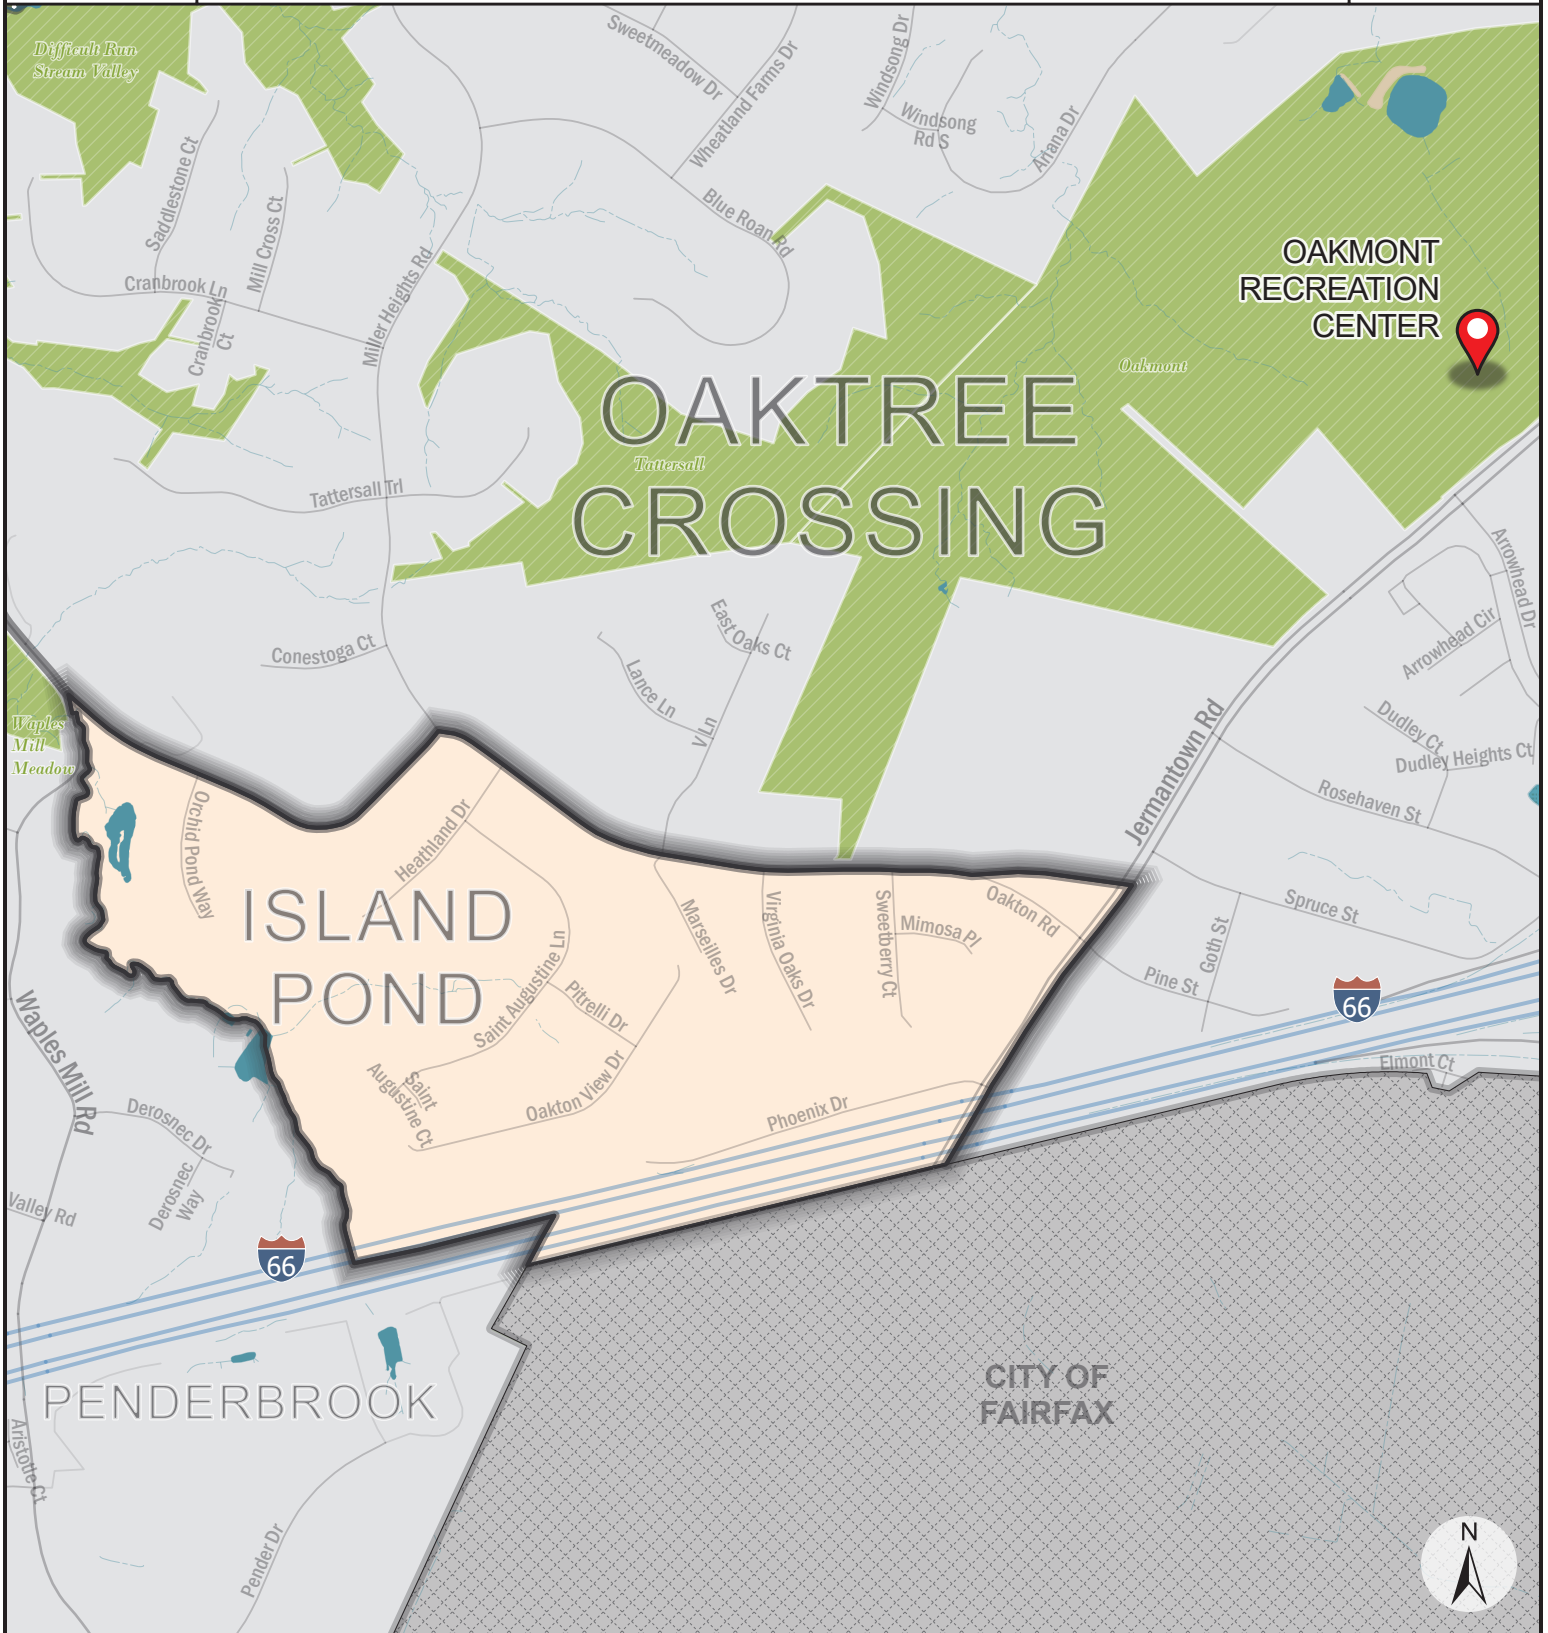 Difficult Run
Stream Valley
Sweetmeadow Dr
Wheatland Farms Dr
Windsong Dr
Windsong
Rd S
Ariana Dr
Saddlestone Ct
Mill Cross Ct
Blue Roan Rd
Cranbrook Ln
Cranbrook
Ct
Miller Heights Rd
OAKMONT
RECREATION
CENTER
Oakmont
OAKTREE
CROSSING
Tattersall
Tattersall Trl
Arrowhead Dr
Arrowhead Cir
East Oaks Ct
Conestoga Ct
Lance Ln
V Ln
Waples
Mill
Meadow
Jermantown Rd
Dudley Ct
Dudley Heights Ct
Rosehaven St
Orchid Pond Way
Heathland Dr
ISLAND
POND
Marseilles Dr
Virginia Oaks Dr
Sweetberry Ct
Mimosa Pl
Oakton Rd
Spruce St
Goth St
Pine St
66
Saint Augustine Ln
Pitrelli Dr
Waples Mill Rd
Elmont Ct
Saint
Augustine Ct
Oakton View Dr
Phoenix Dr
Derosnec Dr
Derosnec
Way
Valley Rd
66
PENDERBROOK
CITY OF
FAIRFAX
Aristotle Ct
Pender Dr
N